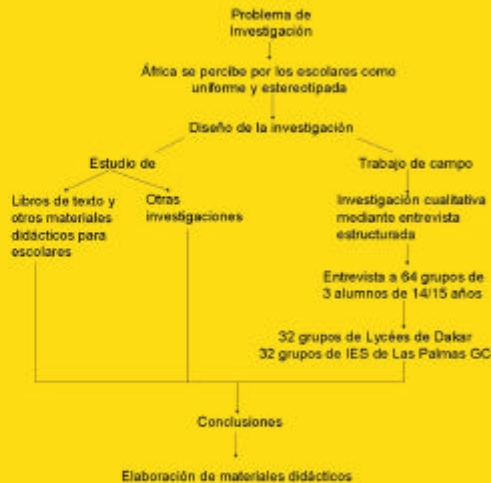 Problema de
Investigación
África se percibe por los escolares como
uniforme y estereotipada
Diseño de la investigación
Estudio de
Trabajo de campo
Libros de texto y
otros materiales
didácticos para
escolares
Otras
investigaciones
Investigación cualitativa
mediante entrevista
estructurada
Entrevista a 64 grupos de
3 alumnos de 14/15 años
32 grupos de Lycées de Dakar
32 grupos de IES de Las Palmas GC
Conclusiones
Elaboración de materiales didácticos